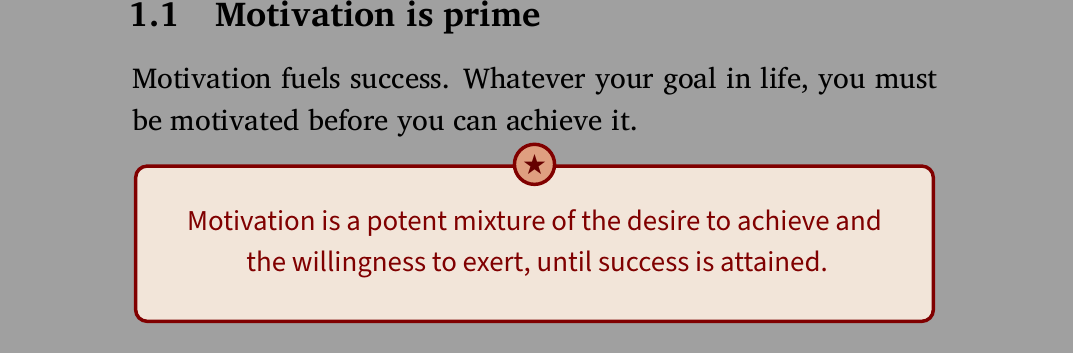 1.1 Motivation is prime
Motivation fuels success. Whatever your goal in life, you must
be motivated before you can achieve it.
Motivation is a potent mixture of the desire to achieve and
the willingness to exert, until success is attained.